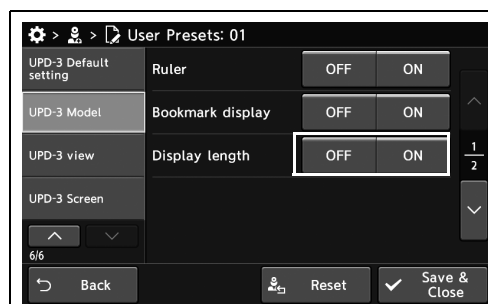 > > User Presets: 01
UPD-3 Default
setting
UPD-3 Model
UPD-3 view
UPD-3 Screen
6/6
Ruler OFF ON
Bookmark display OFF ON
Display length OFF ON
1
2
Back
Reset
Save &
Close